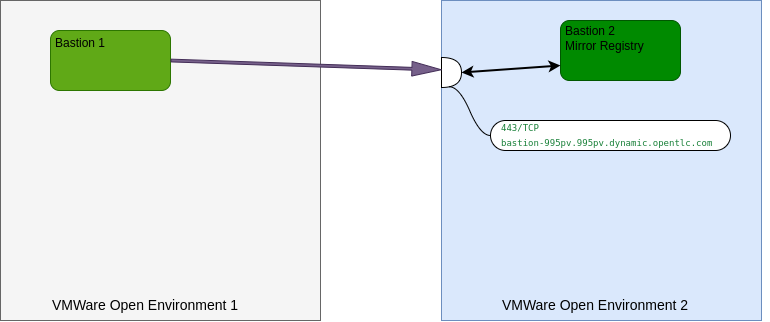 Bastion 1
Bastion 2
Mirror Registry
443/TCP
bastion-995pv.995pv.dynamic.opentlc.com
VMWare Open Environment 1
VMWare Open Environment 2